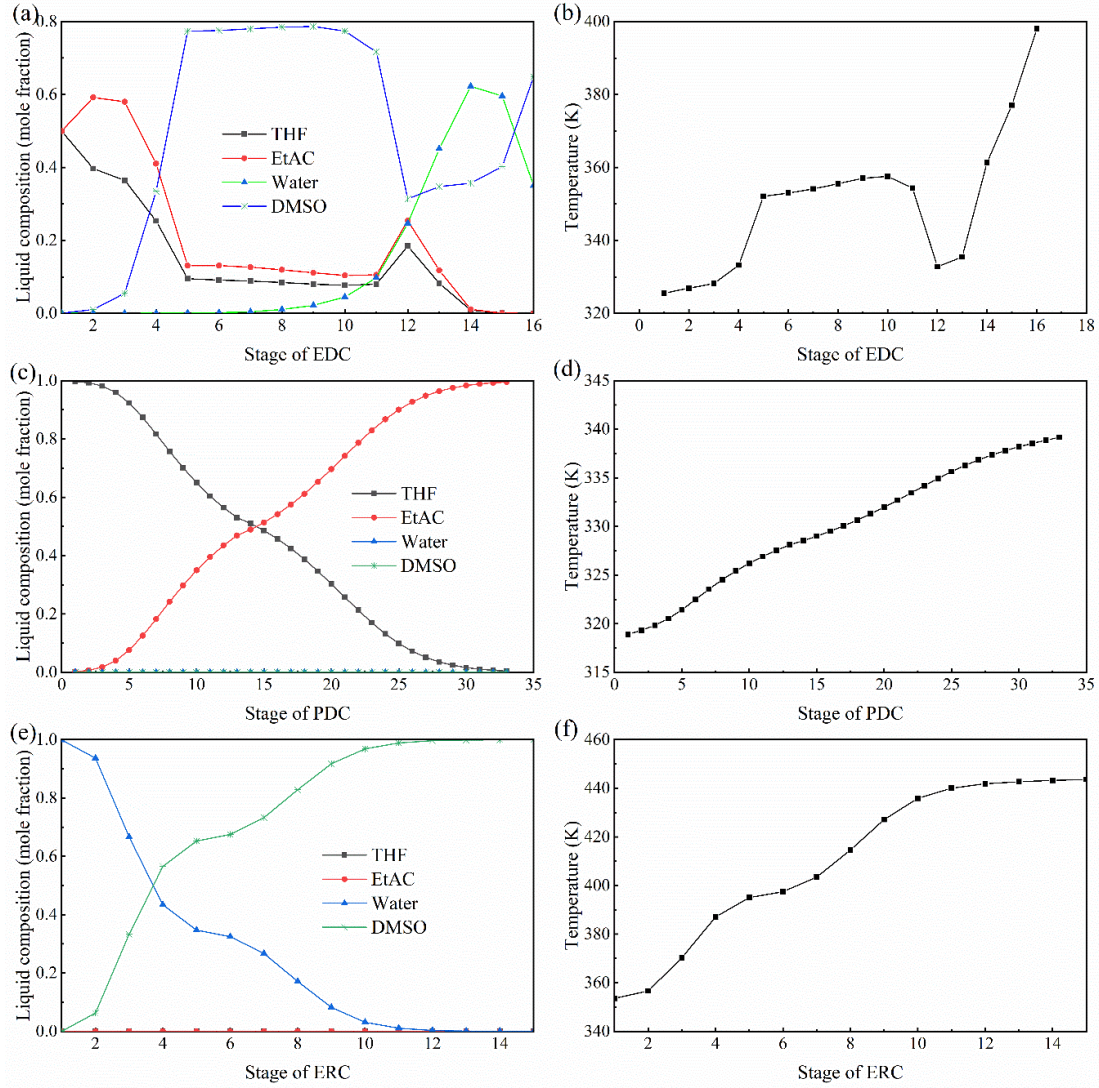 (a)
0.8
0.6
0.4
0.2
0.0
Liquid composition (mole fraction)
THF
EtAC
Water
DMSO
2 4 6 8 10 12 14 16
Stage of EDC
(b)
400
380
360
340
320
Temperature (K)
0 2 4 6 8 10 12 14 16 18
Stage of EDC
(c)
1.0
0.8
0.6
0.4
0.2
0.0
Liquid composition (mole fraction)
THF
EtAC
Water
DMSO
0 5 10 15 20 25 30 35
Stage of PDC
(d)
345
340
335
330
325
320
315
Temperature (K)
0 5 10 15 20 25 30 35
Stage of PDC
(e)
1.0
0.8
0.6
0.4
0.2
0.0
Liquid composition (mole fraction)
THF
EtAC
Water
DMSO
2 4 6 8 10 12 14
Stage of ERC
(f)
460
440
420
400
380
360
340
Temperature (K)
2 4 6 8 10 12 14
Stage of ERC